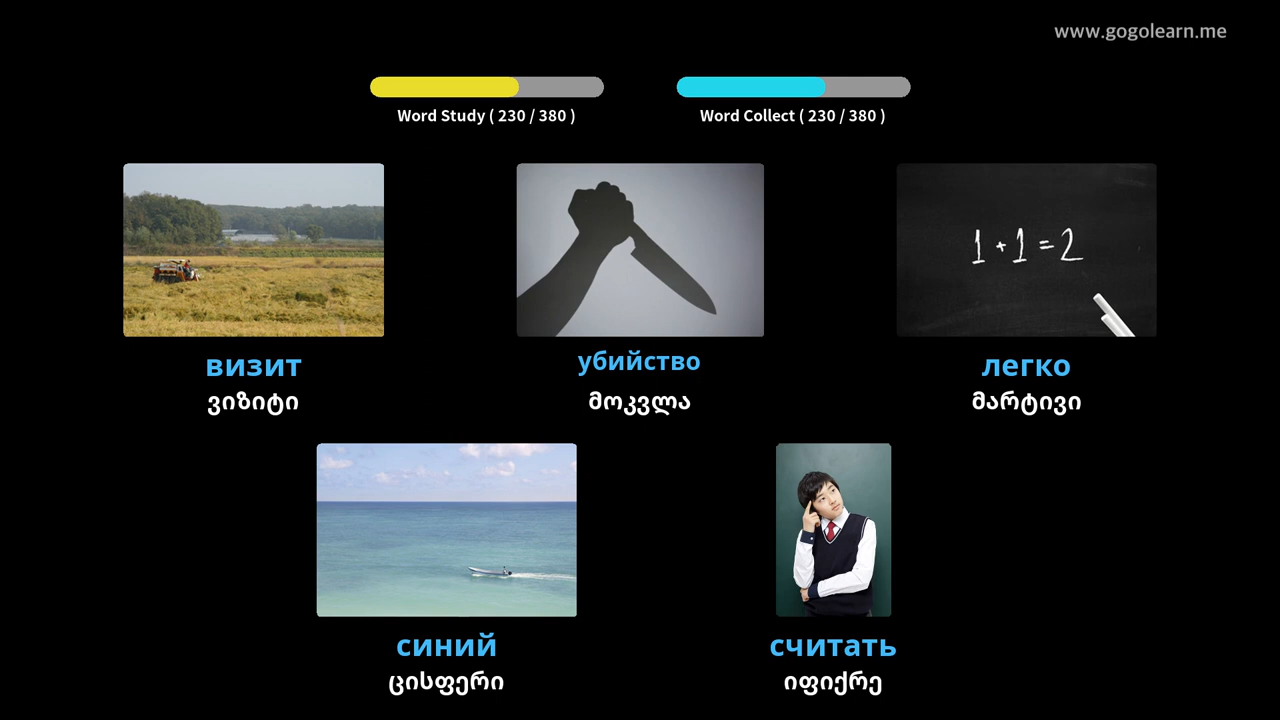 www.gogolearn.me
Word Study ( 230 / 380 )
Word Collect ( 230 / 380 )
1 + 1 = 2
визит
ვიზიტი
убийство
მოკვლა
легко
მარტივი
синий
ცისფერი
считать
იფიქრე